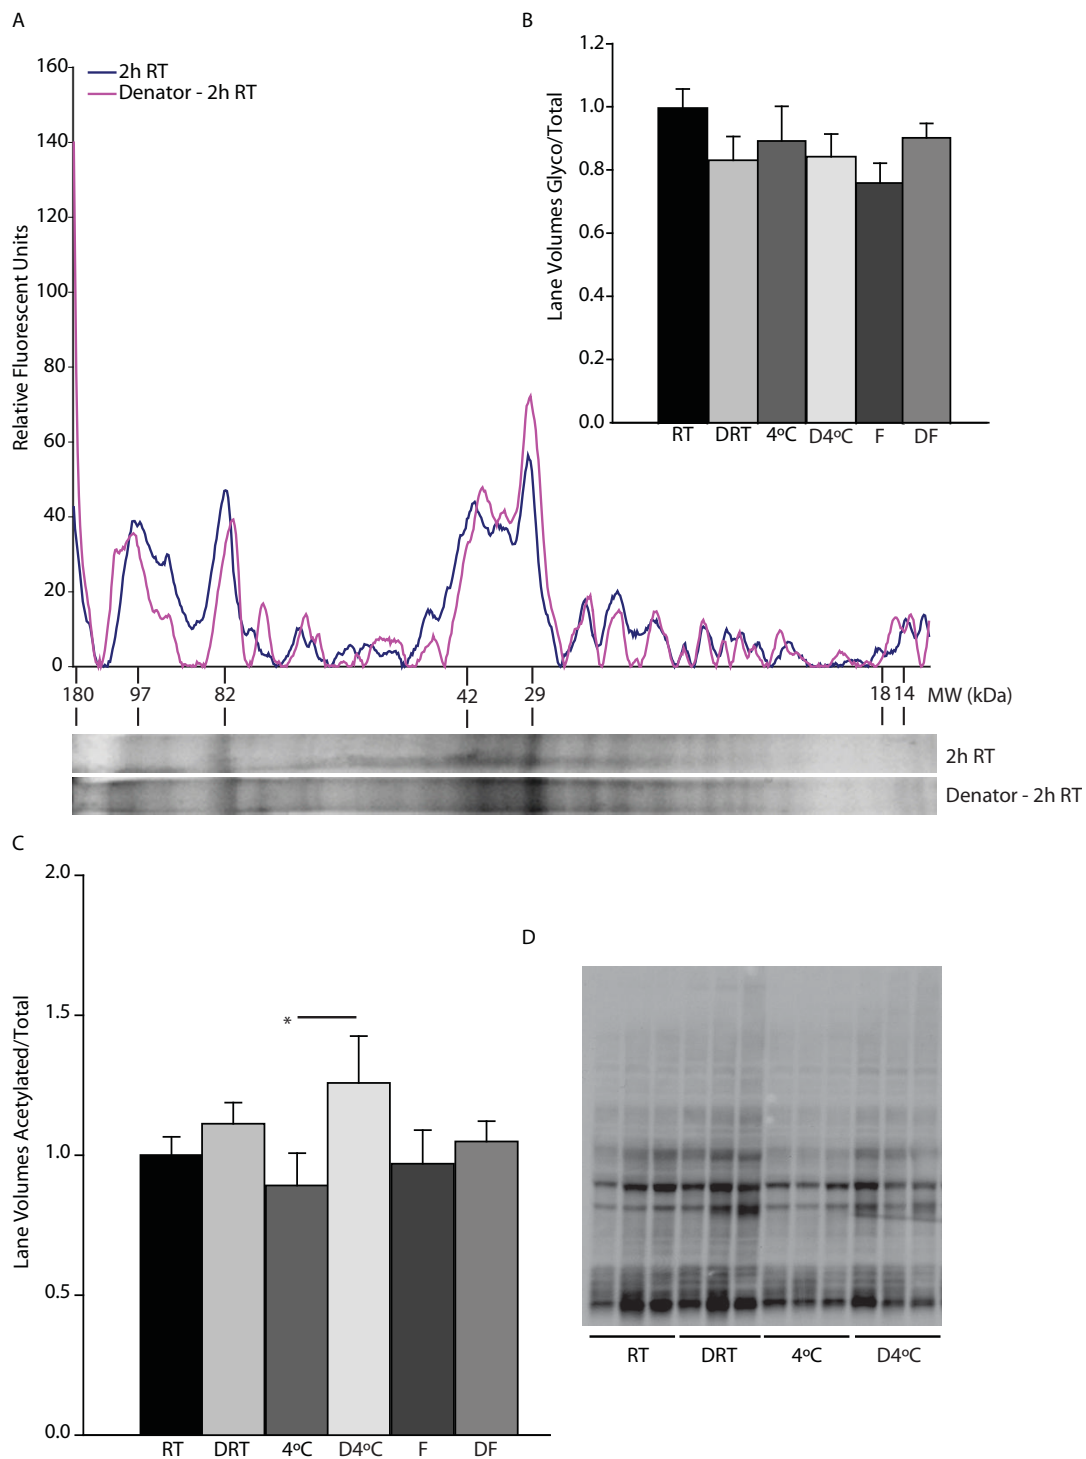 A
B
160
140
120
100
80
60
40
20
0
Relative Fluorescent Units
2h RT
Denator - 2h RT
180
97
82
42
29
18
14
MW (kDa)
2h RT
Denator - 2h RT
1.2
1.0
0.8
0.6
0.4
0.2
0.0
Lane Volumes Glyco/Total
RT
DRT
4ºC
D4ºC
F
DF
C
2.0
1.5
1.0
0.5
0.0
Lane Volumes Acetylated/Total
*
RT
DRT
4ºC
D4ºC
F
DF
D
RT
DRT
4ºC
D4ºC